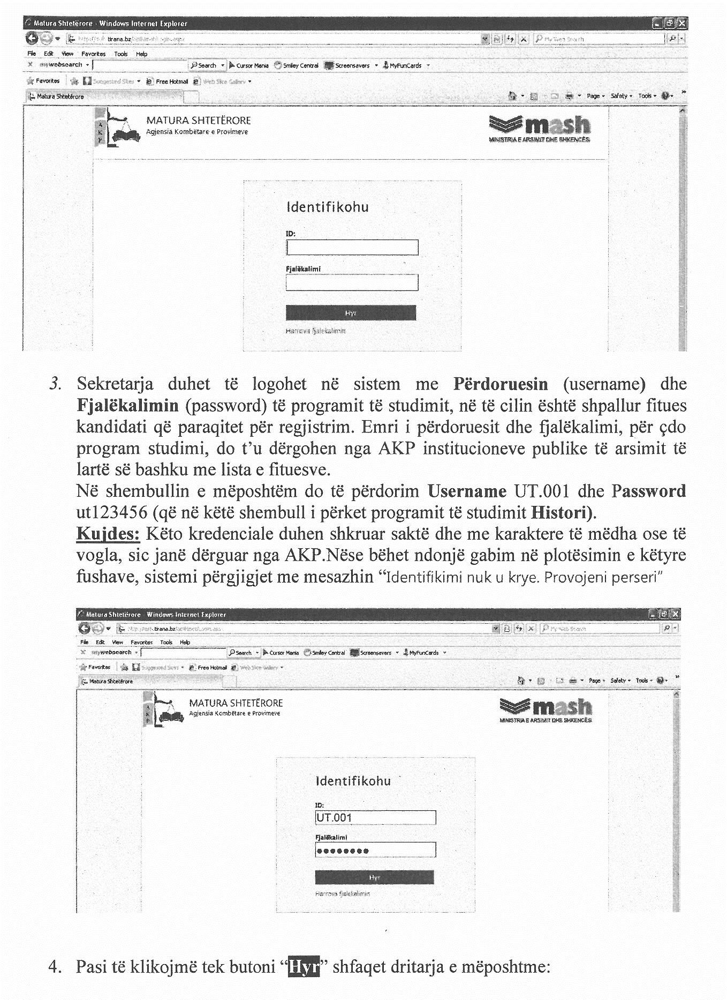 Matura Shtetërore - Windows Internet Explorer
tirana.bz
File Edit View Favorites Tools Help
mywebsearch Search Cursor Mania Smiley Central Screensavers MyFunCards
Favorites Suggested Sites Free Hotmail Web Slice Gallery
Matura Shtetërore Page Safety Tools
AKP
MATURA SHTETËRORE
Agjensia Kombëtare e Provimeve
mash
MINISTRIA E ARSIMIT DHE SHKENCËS
Identifikohu
ID:
Fjalëkalimi
Hyr
Harrova fjalekalimin
3. Sekretarja duhet të logohet në sistem me Përdoruesin (username) dhe
Fjalëkalimin (password) të programit të studimit, në të cilin është shpallur fitues
kandidati që paraqitet për regjistrim. Emri i përdoruesit dhe fjalëkalimi, për çdo
program studimi, do t’u dërgohen nga AKP institucioneve publike të arsimit të
lartë së bashku me lista e fituesve.
Në shembullin e mëposhtëm do të përdorim Username UT.001 dhe Password
ut123456 (që në këtë shembull i përket programit të studimit Histori).
Kujdes: Këto kredenciale duhen shkruar saktë dhe me karaktere të mëdha ose të
vogla, sic janë dërguar nga AKP.Nëse bëhet ndonjë gabim në plotësimin e këtyre
fushave, sistemi përgjigjet me mesazhin “Identifikimi nuk u krye. Provojeni perseri”
Matura Shtetërore - Windows Internet Explorer
tirana.bz
File Edit View Favorites Tools Help
mywebsearch Search Cursor Mania Smiley Central Screensavers MyFunCards
Favorites Suggested Sites Free Hotmail Web Slice Gallery
Matura Shtetërore Page Safety Tools
AKP
MATURA SHTETËRORE
Agjensia Kombëtare e Provimeve
mash
MINISTRIA E ARSIMIT DHE SHKENCËS
Identifikohu
ID:
UT.001
Fjalëkalimi
●●●●●●●●
Hyr
Harrova fjalekalimin
4. Pasi të klikojmë tek butoni “Hyr” shfaqet dritarja e mëposhtme: